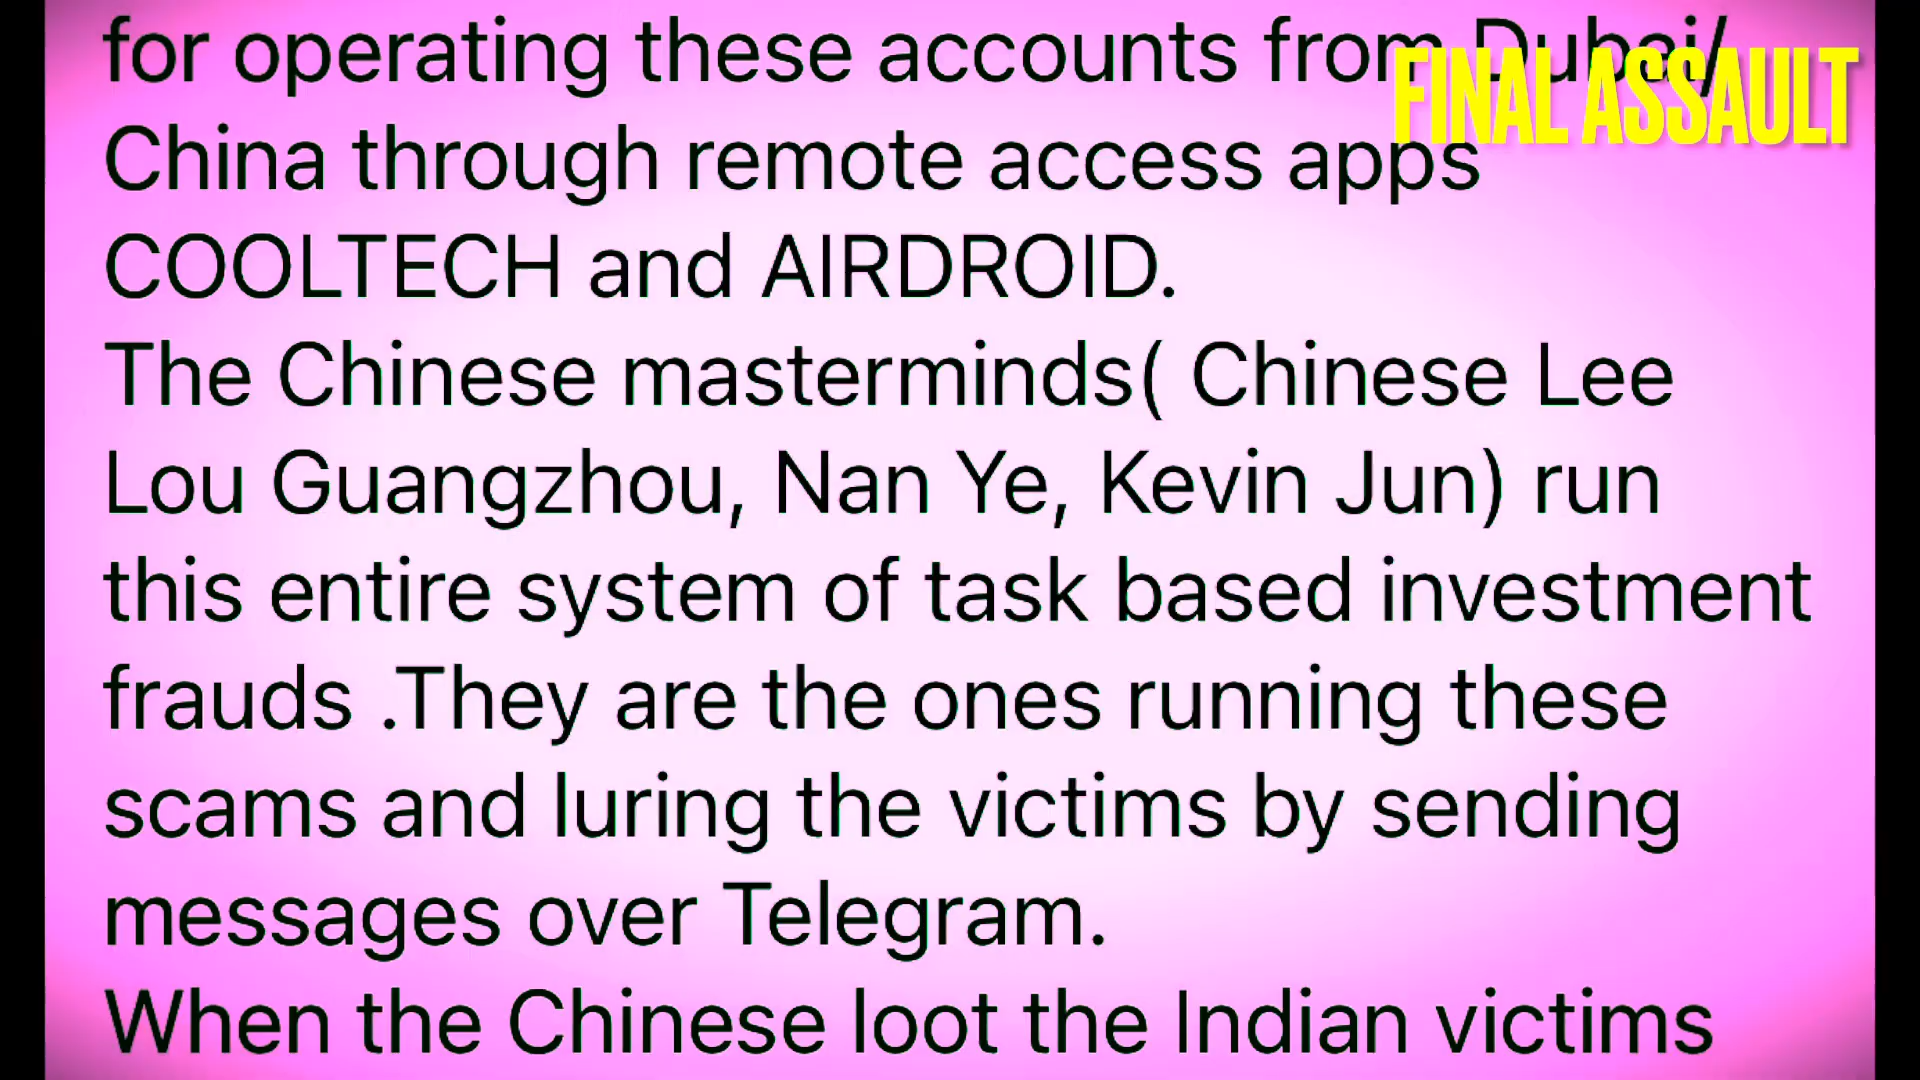 for operating these accounts from Dubai/
FINAL ASSAULT
China through remote access apps
COOLTECH and AIRDROID.
The Chinese masterminds( Chinese Lee
Lou Guangzhou, Nan Ye, Kevin Jun) run
this entire system of task based investment
frauds .They are the ones running these
scams and luring the victims by sending
messages over Telegram.
When the Chinese loot the Indian victims